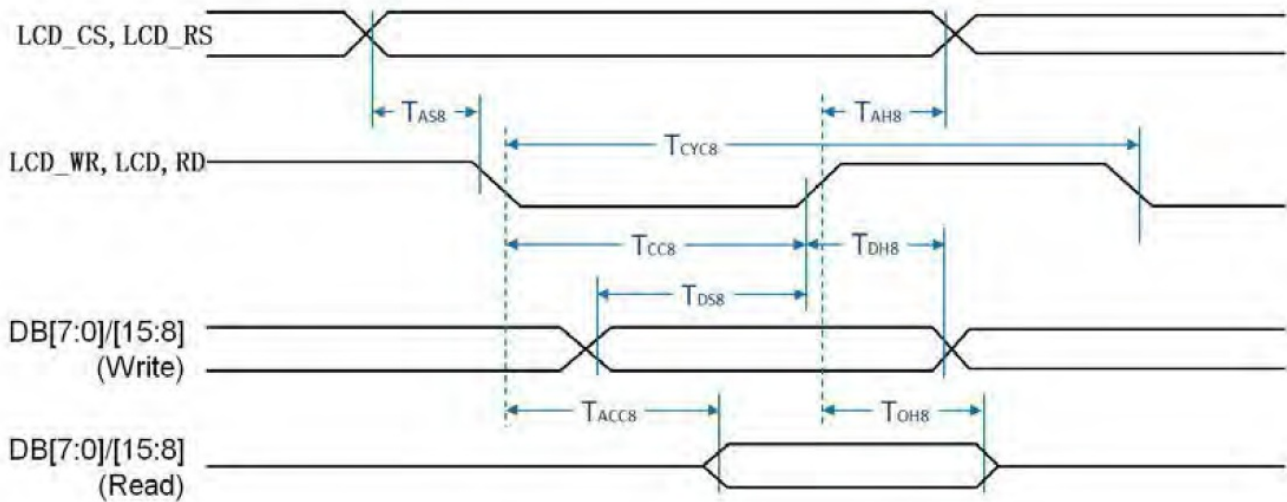 LCD_CS, LCD_RS
TAS8
TAH8
TCYC8
LCD_WR, LCD, RD
TCC8
TDH8
TDS8
DB[7:0]/[15:8]
(Write)
TACC8
TOH8
DB[7:0]/[15:8]
(Read)